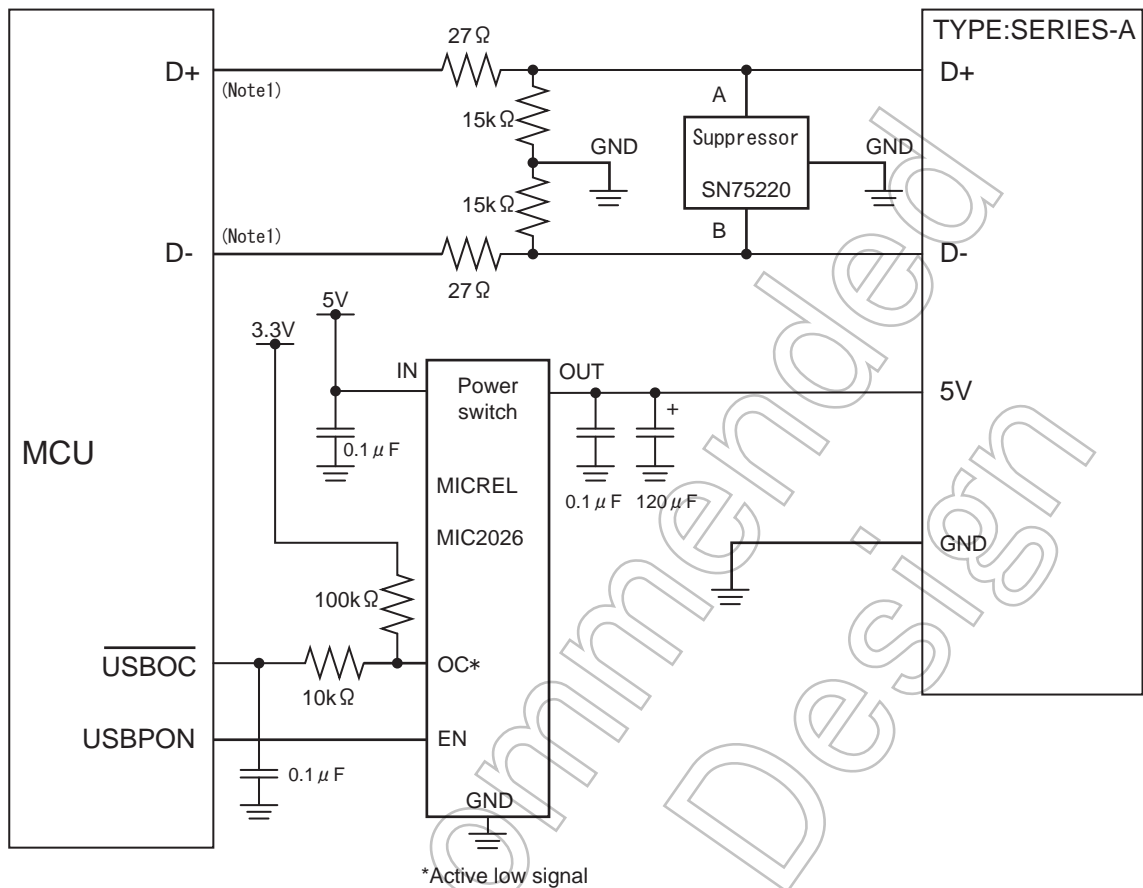 TYPE:SERIES-A
27Ω
D+
(Note1)
D+
A
15kΩ
GND
Suppressor
GND
SN75220
15kΩ
B
D-
(Note1)
D-
27Ω
5V
3.3V
IN
OUT
Power
switch
+
5V
MCU
0.1μF
MICREL
0.1μF
120μF
MIC2026
GND
100kΩ
USBOC
OC*
10kΩ
USBPON
EN
0.1μF
GND
*Active low signal
ommended
Design